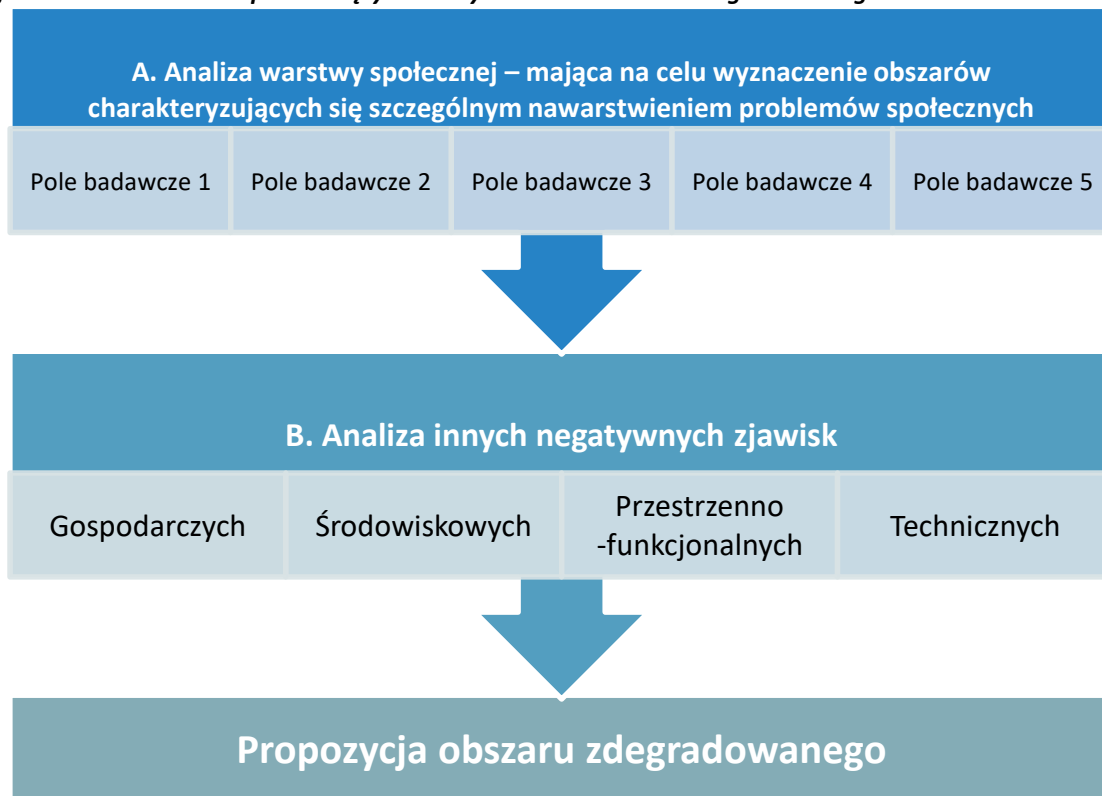 A. Analiza warstwy społecznej – mająca na celu wyznaczenie obszarów
charakteryzujących się szczególnym nawarstwieniem problemów społecznych
Pole badawcze 1
Pole badawcze 2
Pole badawcze 3
Pole badawcze 4
Pole badawcze 5
B. Analiza innych negatywnych zjawisk
Gospodarczych
Środowiskowych
Przestrzenno
-funkcjonalnych
Technicznych
Propozycja obszaru zdegradowanego